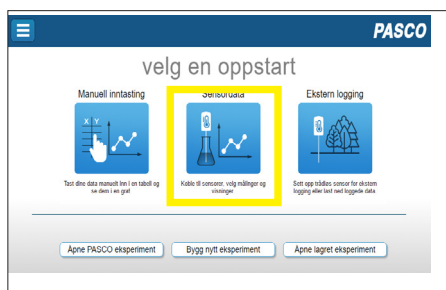 PASCO
velg en oppstart
Manuell inntasting
Sensordata
Ekstern logging
X Y
Tast dine data manuelt inn i en tabell og
se dem i en graf
Koble til sensorer, velg målinger og
visninger
Sett opp trådløs sensor for ekstern
logging eller last ned loggede data
Åpne PASCO eksperiment
Bygg nytt eksperiment
Åpne lagret eksperiment